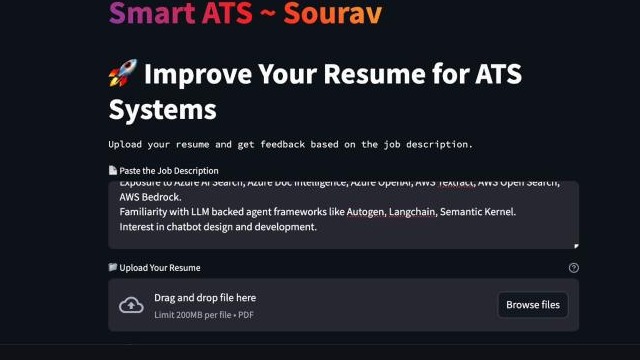 Smart ATS ~ Sourav
🚀 Improve Your Resume for ATS
Systems
Upload your resume and get feedback based on the job description.
Paste the Job Description
Exposure to Azure AI Search, Azure Doc Intelligence, Azure OpenAI, AWS Textract, AWS Open Search,
AWS Bedrock.
Familiarity with LLM backed agent frameworks like Autogen, Langchain, Semantic Kernel.
Interest in chatbot design and development.
Upload Your Resume
Drag and drop file here
Limit 200MB per file • PDF
Browse files